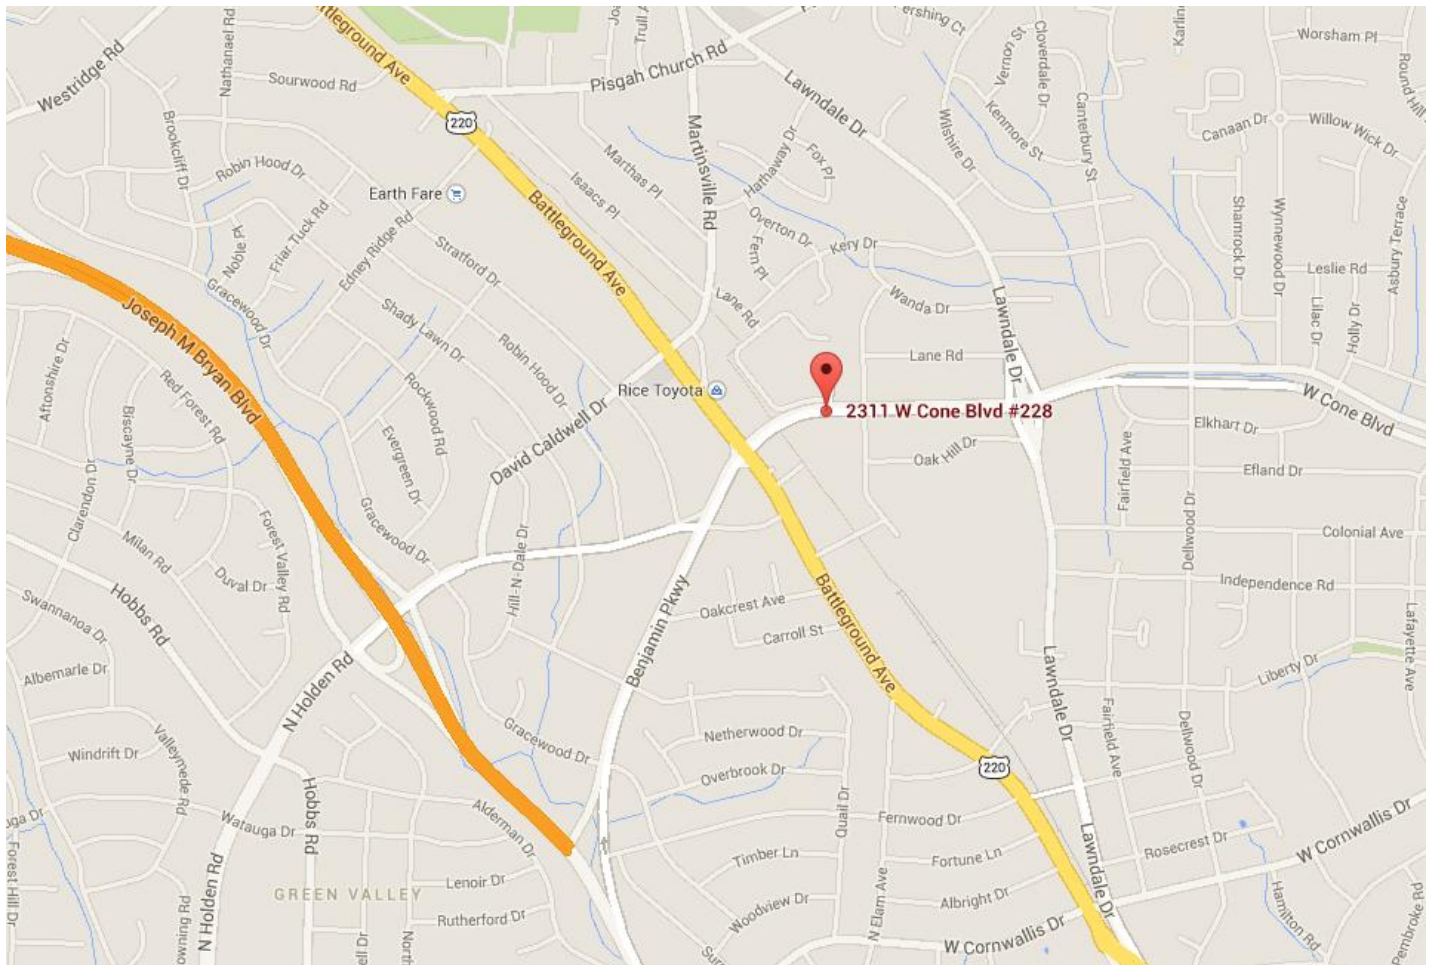 Battleground Ave
Pershing Ct
Karling
Worsham Pl
Westridge Rd
Nathanael Rd
Sourwood Rd
Pisgah Church Rd
Lawndale Dr
Vernon St
Cloverdale Dr
Round Hill
220
Brookcliff Dr
Martinsville Rd
Wilshire Dr
Kenmore St
Canterbury St
Canaan Dr
Willow Wick Dr
Robin Hood Dr
Marthas Pl
Isaacs Pl
Hathaway Dr
Fox Pl
Earth Fare
Battleground Ave
Noble Pl
Friar Tuck Rd
Edney Ridge Rd
Stratford Dr
Overton Dr
Kery Dr
Fern Pl
Shamrock Dr
Wynnewood Dr
Asbury Terrace
Leslie Rd
Gracewood Dr
Shady Lawn Dr
Lane Rd
Wanda Dr
Lawndale Dr
Lilac Dr
Holly Dr
Joseph M Bryan Blvd
Aftonshire Dr
Red Forest Rd
Robin Hood Dr
Lane Rd
Rockwood Rd
Rice Toyota
2311 W Cone Blvd #228
W Cone Blvd
Biscayne Dr
Evergreen Dr
David Caldwell Dr
Oak Hill Dr
Elkhart Dr
Efland Dr
Fairfield Ave
Clarendon Dr
Milan Rd
Forest Valley Rd
Gracewood Dr
Dellwood Dr
Colonial Ave
Duval Dr
Hill-N-Dale Dr
Independence Rd
Hobbs Rd
Swannanoa Dr
Benjamin Pkwy
Oakcrest Ave
Battleground Ave
Carroll St
Lafayette Ave
Albemarle Dr
N Holden Rd
Lawndale Dr
Liberty Dr
Windrift Dr
Valleymede Rd
Gracewood Dr
Netherwood Dr
Fairfield Ave
Dellwood Dr
Overbrook Dr
220
Watauga Dr
Hobbs Rd
Alderman Dr
Quail Dr
Fernwood Dr
Lawndale Dr
Rosecrest Dr
W Cornwallis Dr
Forest Hill Dr
N Holden Rd
GREEN VALLEY
Lenoir Dr
Timber Ln
Fortune Ln
Rutherford Dr
Woodview Dr
N Elam Ave
Albright Dr
Hamilton Rd
Pembroke Rd
W Cornwallis Dr